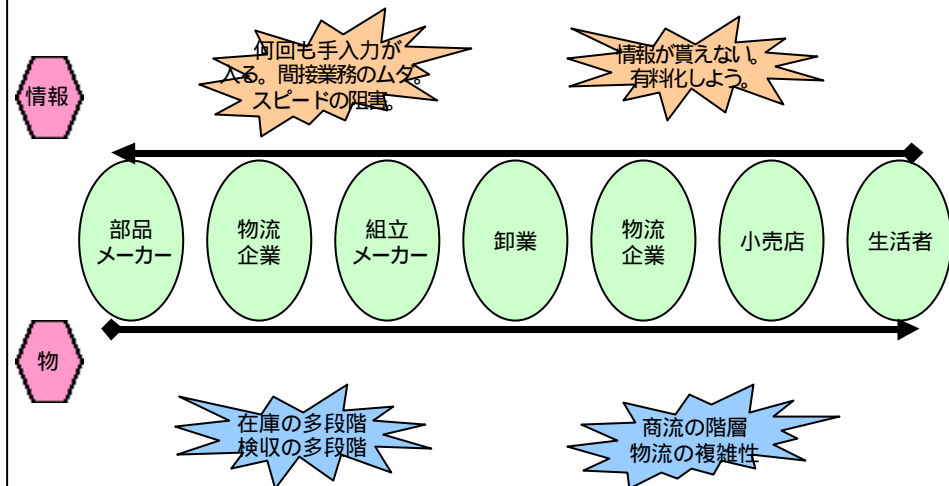 何回も手入力が
入る。間接業務のムダ。
スピードの阻害。
情報が貰えない。
有料化しよう。
情報
部品
メーカー
物流
企業
組立
メーカー
卸業
物流
企業
小売店
生活者
物
在庫の多段階
検収の多段階
商流の階層
物流の複雑性